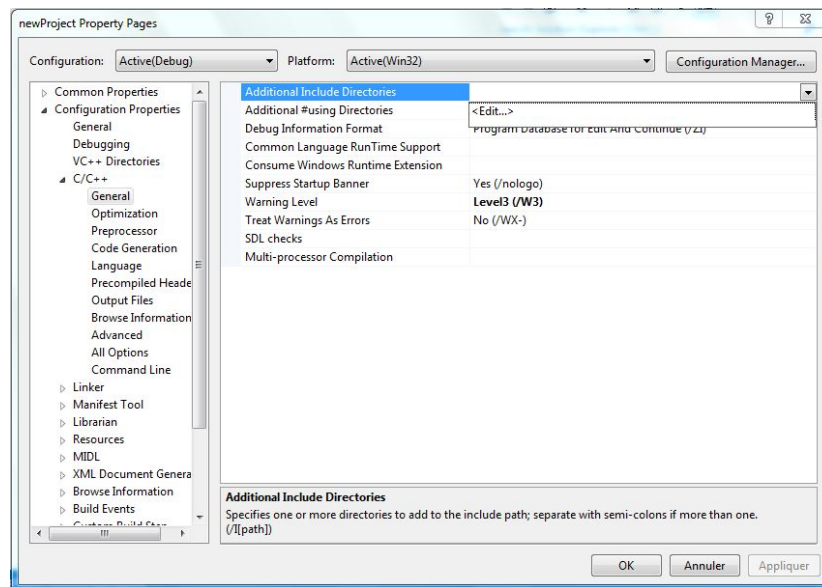 newProject Property Pages
Configuration: Active(Debug) Platform: Active(Win32) Configuration Manager...
Common Properties
Configuration Properties
General
Debugging
VC++ Directories
C/C++
General
Optimization
Preprocessor
Code Generation
Language
Precompiled Heade
Output Files
Browse Information
Advanced
All Options
Command Line
Linker
Manifest Tool
Librarian
Resources
MIDL
XML Document Genera
Browse Information
Build Events
Custom Build Step
Additional Include Directories
Additional #using Directories <Edit...>
Debug Information Format Program Database for Edit And Continue (/ZI)
Common Language RunTime Support
Consume Windows Runtime Extension
Suppress Startup Banner Yes (/nologo)
Warning Level Level3 (/W3)
Treat Warnings As Errors No (/WX-)
SDL checks
Multi-processor Compilation
Additional Include Directories
Specifies one or more directories to add to the include path; separate with semi-colons if more than one.
(/I[path])
OK Annuler Appliquer